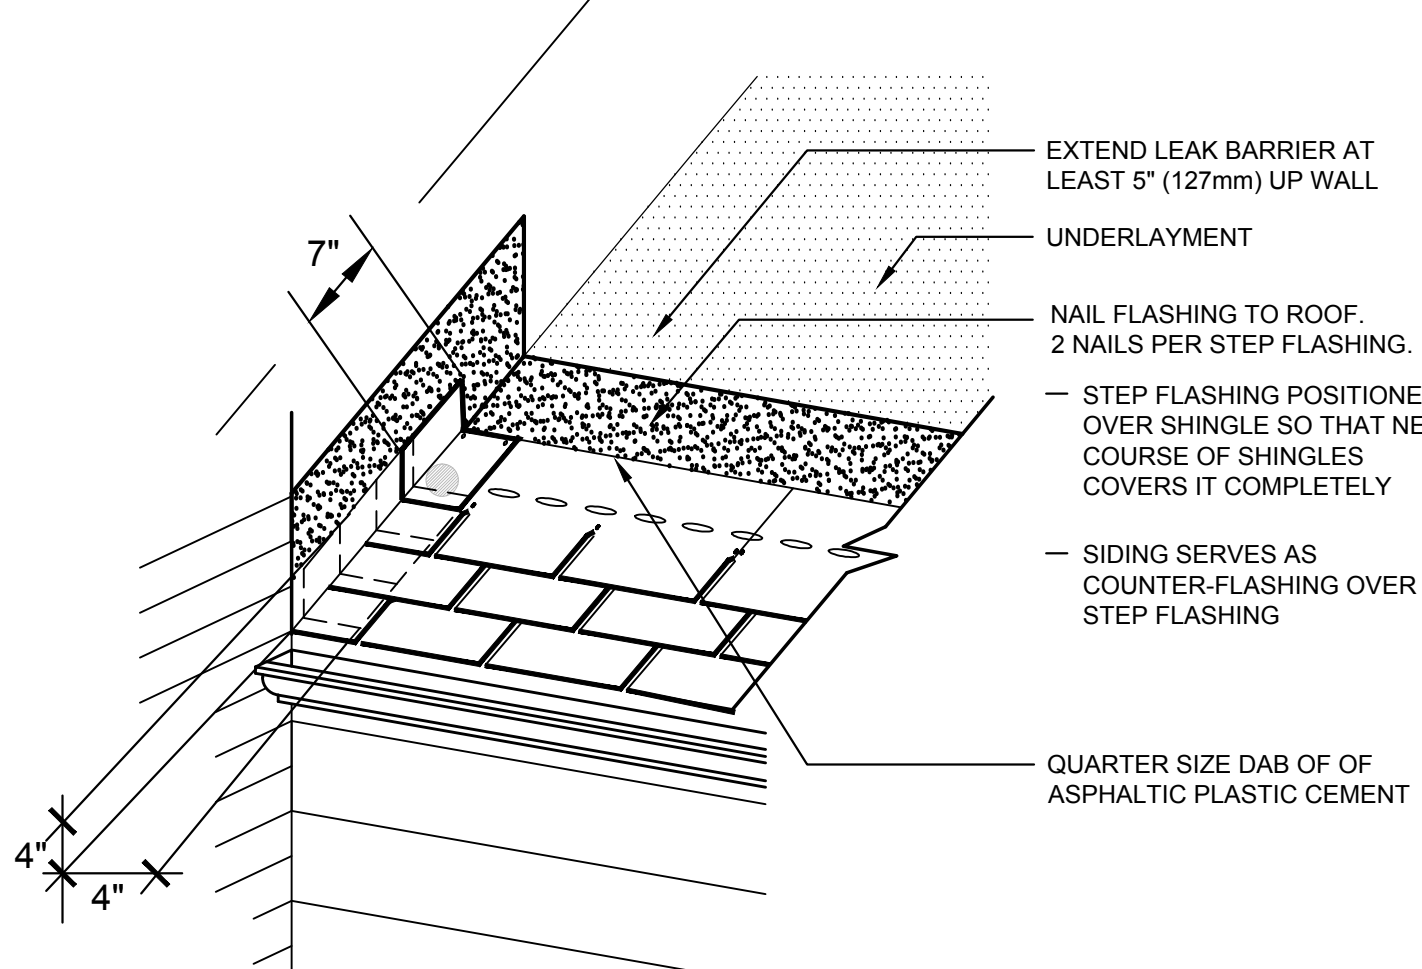 EXTEND LEAK BARRIER AT
LEAST 5" (127mm) UP WALL
UNDERLAYMENT
7"
NAIL FLASHING TO ROOF.
2 NAILS PER STEP FLASHING.
STEP FLASHING POSITIONE
OVER SHINGLE SO THAT NE
COURSE OF SHINGLES
COVERS IT COMPLETELY
SIDING SERVES AS
COUNTER-FLASHING OVER
STEP FLASHING
QUARTER SIZE DAB OF OF
ASPHALTIC PLASTIC CEMENT
4"
4"